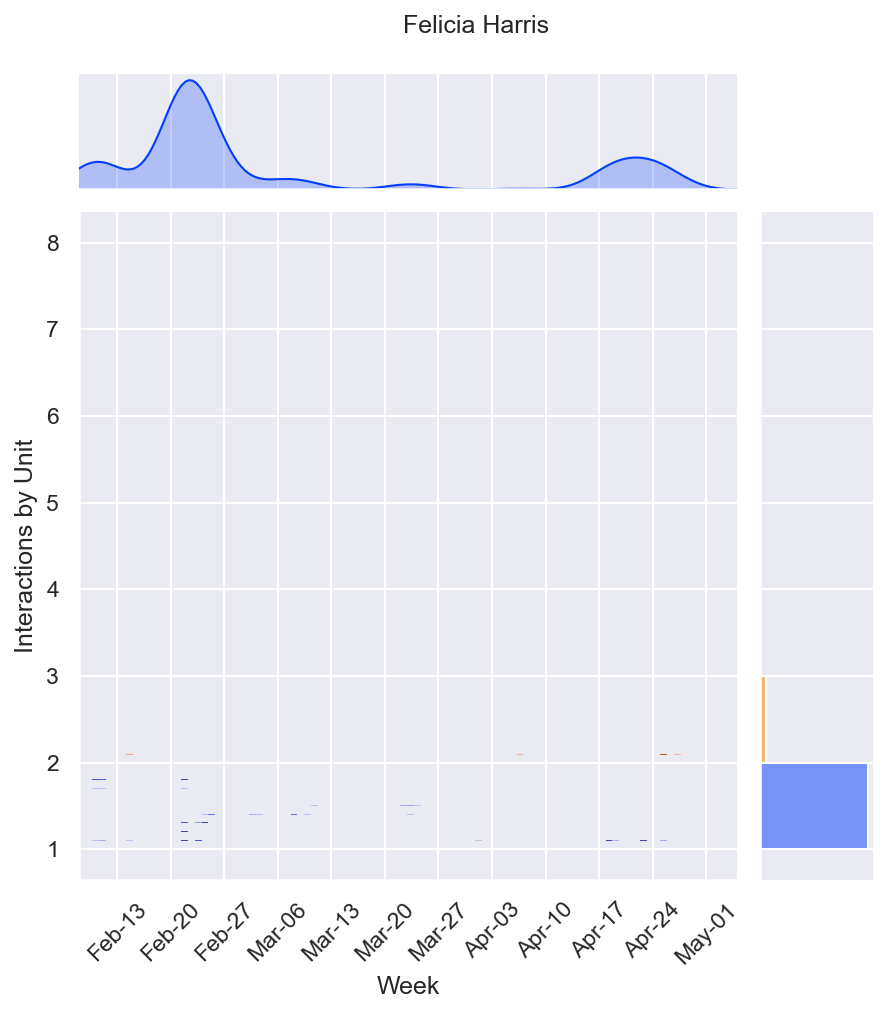 Felicia Harris
8
7
6
5
4
3
2
1
Interactions by Unit
Feb-13
Feb-20
Feb-27
Mar-06
Mar-13
Mar-20
Mar-27
Apr-03
Apr-10
Apr-17
Apr-24
May-01
Week